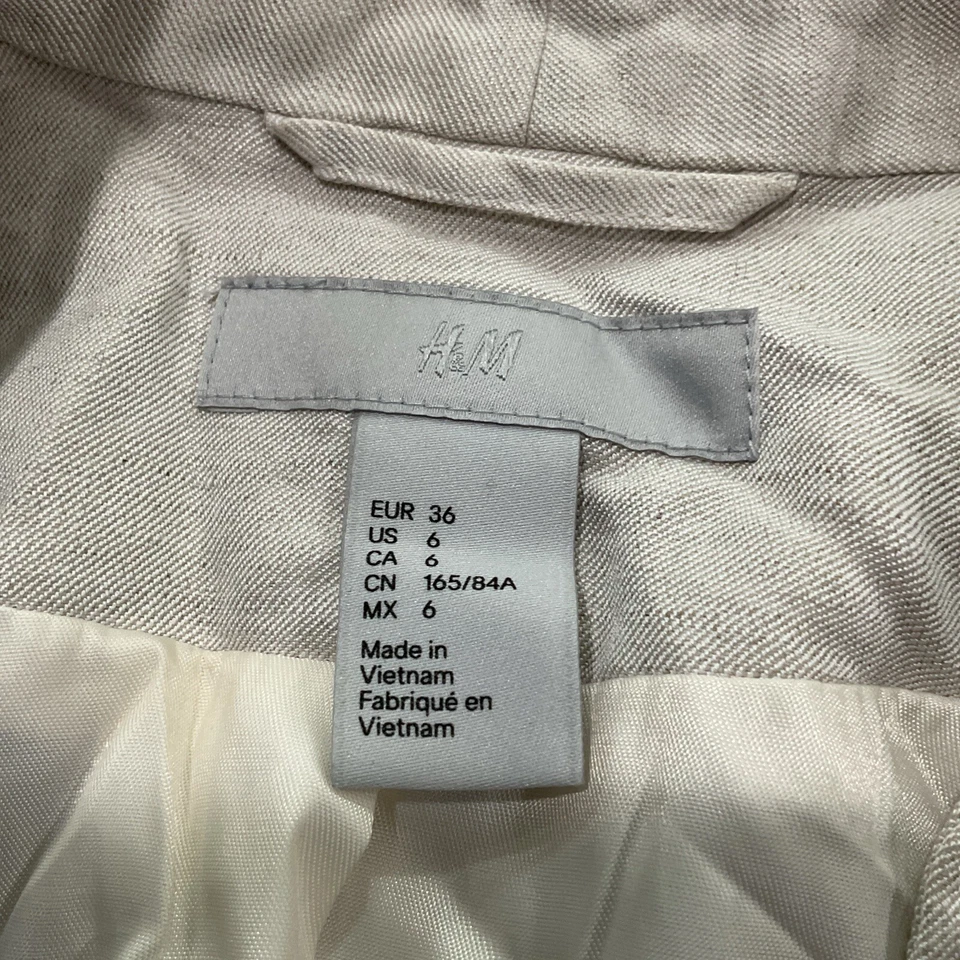 H&M
EUR 36
US 6
CA 6
CN 165/84A
MX 6
Made in
Vietnam
Fabriqué en
Vietnam